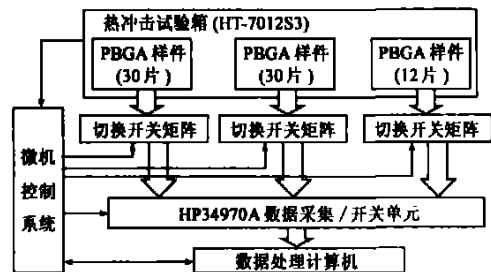 热冲击试验箱 (HT-7012S3)
PBGA 样件
(30片)
PBGA 样件
(30片)
PBGA 样件
(12片)
切换开关矩阵
切换开关矩阵
切换开关矩阵
微机
控制
系统
HP34970A 数据采集 / 开关单元
数据处理计算机